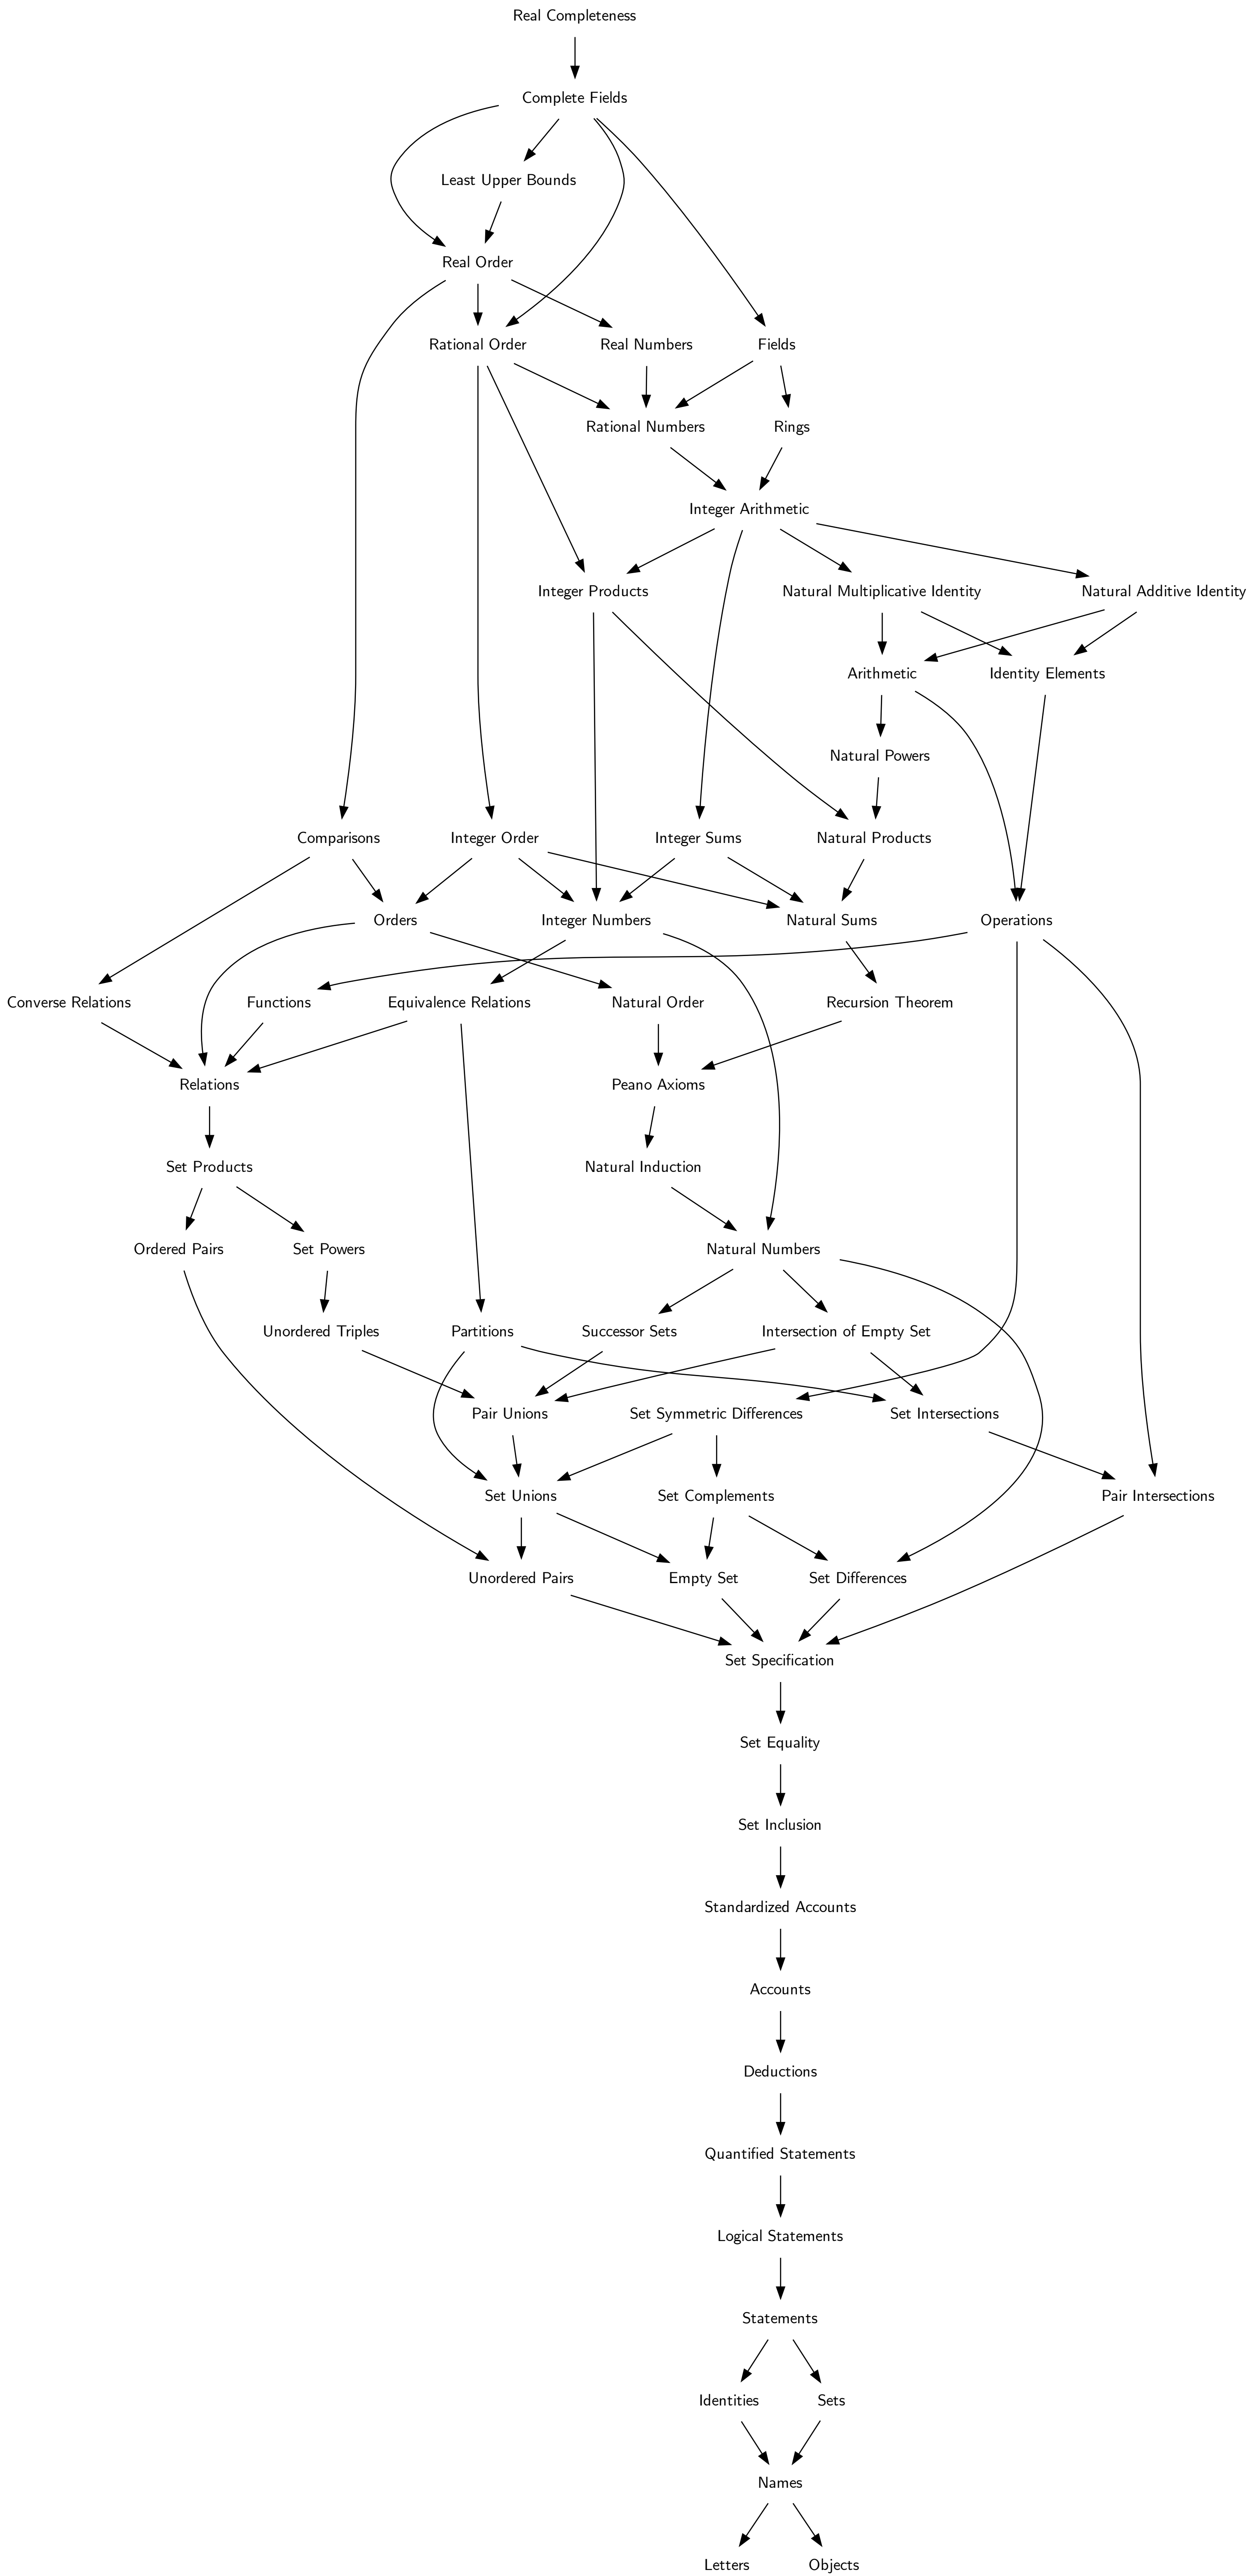 Real Completeness
Complete Fields
Least Upper Bounds
Real Order
Rational Order
Real Numbers
Fields
Rational Numbers
Rings
Integer Arithmetic
Integer Products
Natural Multiplicative Identity
Natural Additive Identity
Arithmetic
Identity Elements
Natural Powers
Comparisons
Integer Order
Integer Sums
Natural Products
Orders
Integer Numbers
Natural Sums
Operations
Converse Relations
Functions
Equivalence Relations
Natural Order
Recursion Theorem
Relations
Peano Axioms
Set Products
Natural Induction
Ordered Pairs
Set Powers
Natural Numbers
Unordered Triples
Partitions
Successor Sets
Intersection of Empty Set
Pair Unions
Set Symmetric Differences
Set Intersections
Set Unions
Set Complements
Pair Intersections
Unordered Pairs
Empty Set
Set Differences
Set Specification
Set Equality
Set Inclusion
Standardized Accounts
Accounts
Deductions
Quantified Statements
Logical Statements
Statements
Identities
Sets
Names
Letters
Objects